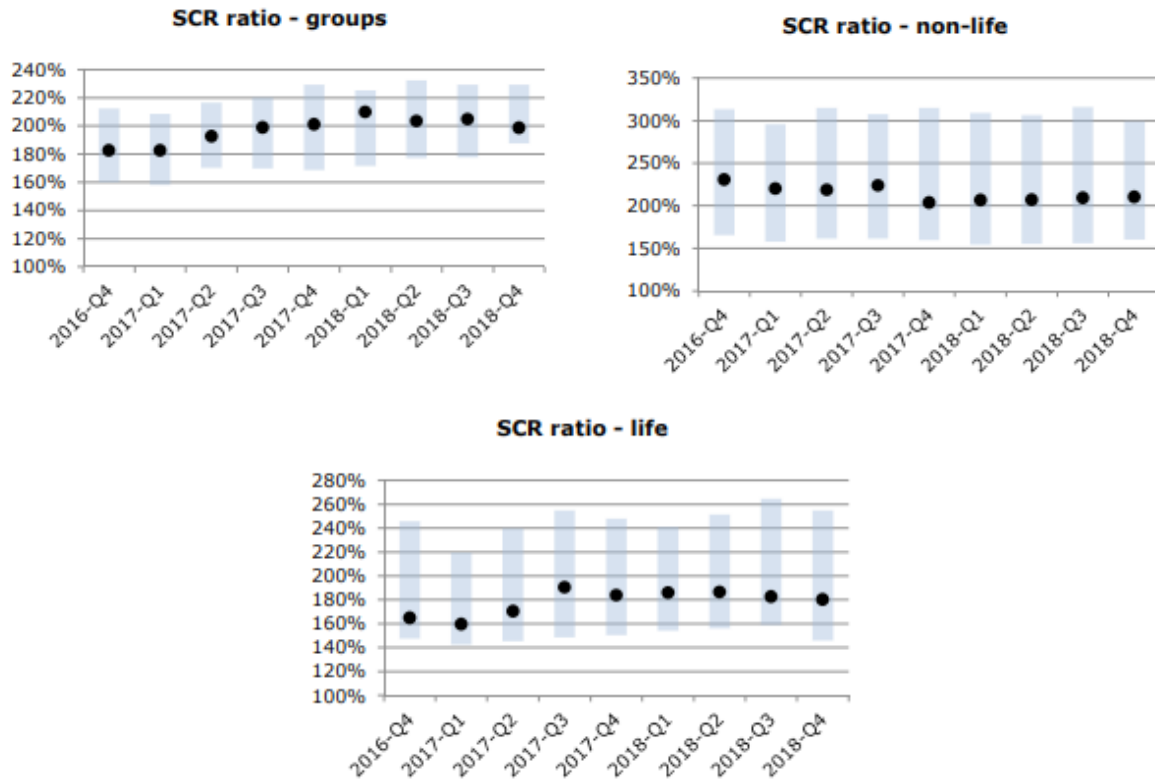 SCR ratio - groups
240%
220%
200%
180%
160%
140%
120%
100%
2016-Q4
2017-Q1
2017-Q2
2017-Q3
2017-Q4
2018-Q1
2018-Q2
2018-Q3
2018-Q4
SCR ratio - non-life
350%
300%
250%
200%
150%
100%
2016-Q4
2017-Q1
2017-Q2
2017-Q3
2017-Q4
2018-Q1
2018-Q2
2018-Q3
2018-Q4
SCR ratio - life
280%
260%
240%
220%
200%
180%
160%
140%
120%
100%
2016-Q4
2017-Q1
2017-Q2
2017-Q3
2017-Q4
2018-Q1
2018-Q2
2018-Q3
2018-Q4